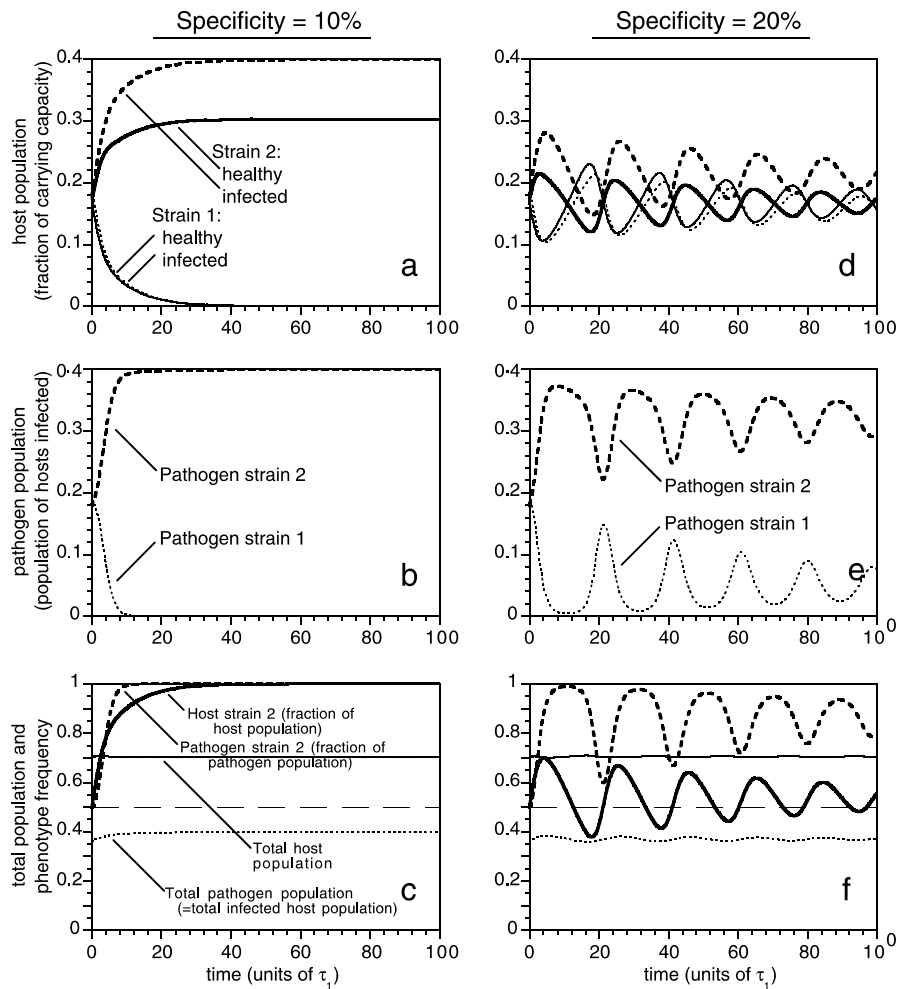 Specificity = 10%
Specificity = 20%
host population
(fraction of carrying capacity)
0.4
0.3
0.2
0.1
0
Strain 2:
healthy
infected
Strain 1:
healthy
infected
a
0 20 40 60 80 100
0.4
0.3
0.2
0.1
0
d
0 20 40 60 80 100
pathogen population
(population of hosts infected)
0.4
0.3
0.2
0.1
0
Pathogen strain 2
Pathogen strain 1
b
0 20 40 60 80 100
0.4
0.3
0.2
0.1
0
Pathogen strain 2
Pathogen strain 1
e
0 20 40 60 80 0
total population and
phenotype frequency
1
0.8
0.6
0.4
0.2
0
Host strain 2 (fraction of
host population)
Pathogen strain 2 (fraction of
pathogen population)
Total host
population
Total pathogen population
(=total infected host population)
c
0 20 40 60 80 100
time (units of τ1)
1
0.8
0.6
0.4
0.2
0
f
0
0 20 40 60 80 10
time (units of τ1)